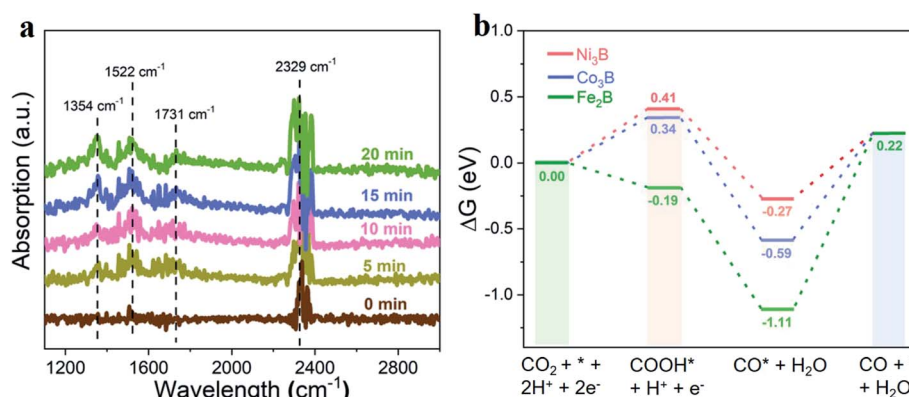 a
1354 cm⁻¹
1522 cm⁻¹
1731 cm⁻¹
2329 cm⁻¹
20 min
15 min
10 min
5 min
0 min
Absorption (a.u.)
1200 1600 2000 2400 2800
Wavelength (cm⁻¹)
b
Ni₃B
Co₃B
Fe₂B
ΔG (eV)
1.0
0.5
0.0
-0.5
-1.0
0.00
0.41
0.34
-0.19
-0.27
-0.59
-1.11
0.22
CO₂ + * +
2H⁺ + 2e⁻
COOH*
+ H⁺ + e⁻
CO* + H₂O
CO +
+ H₂O